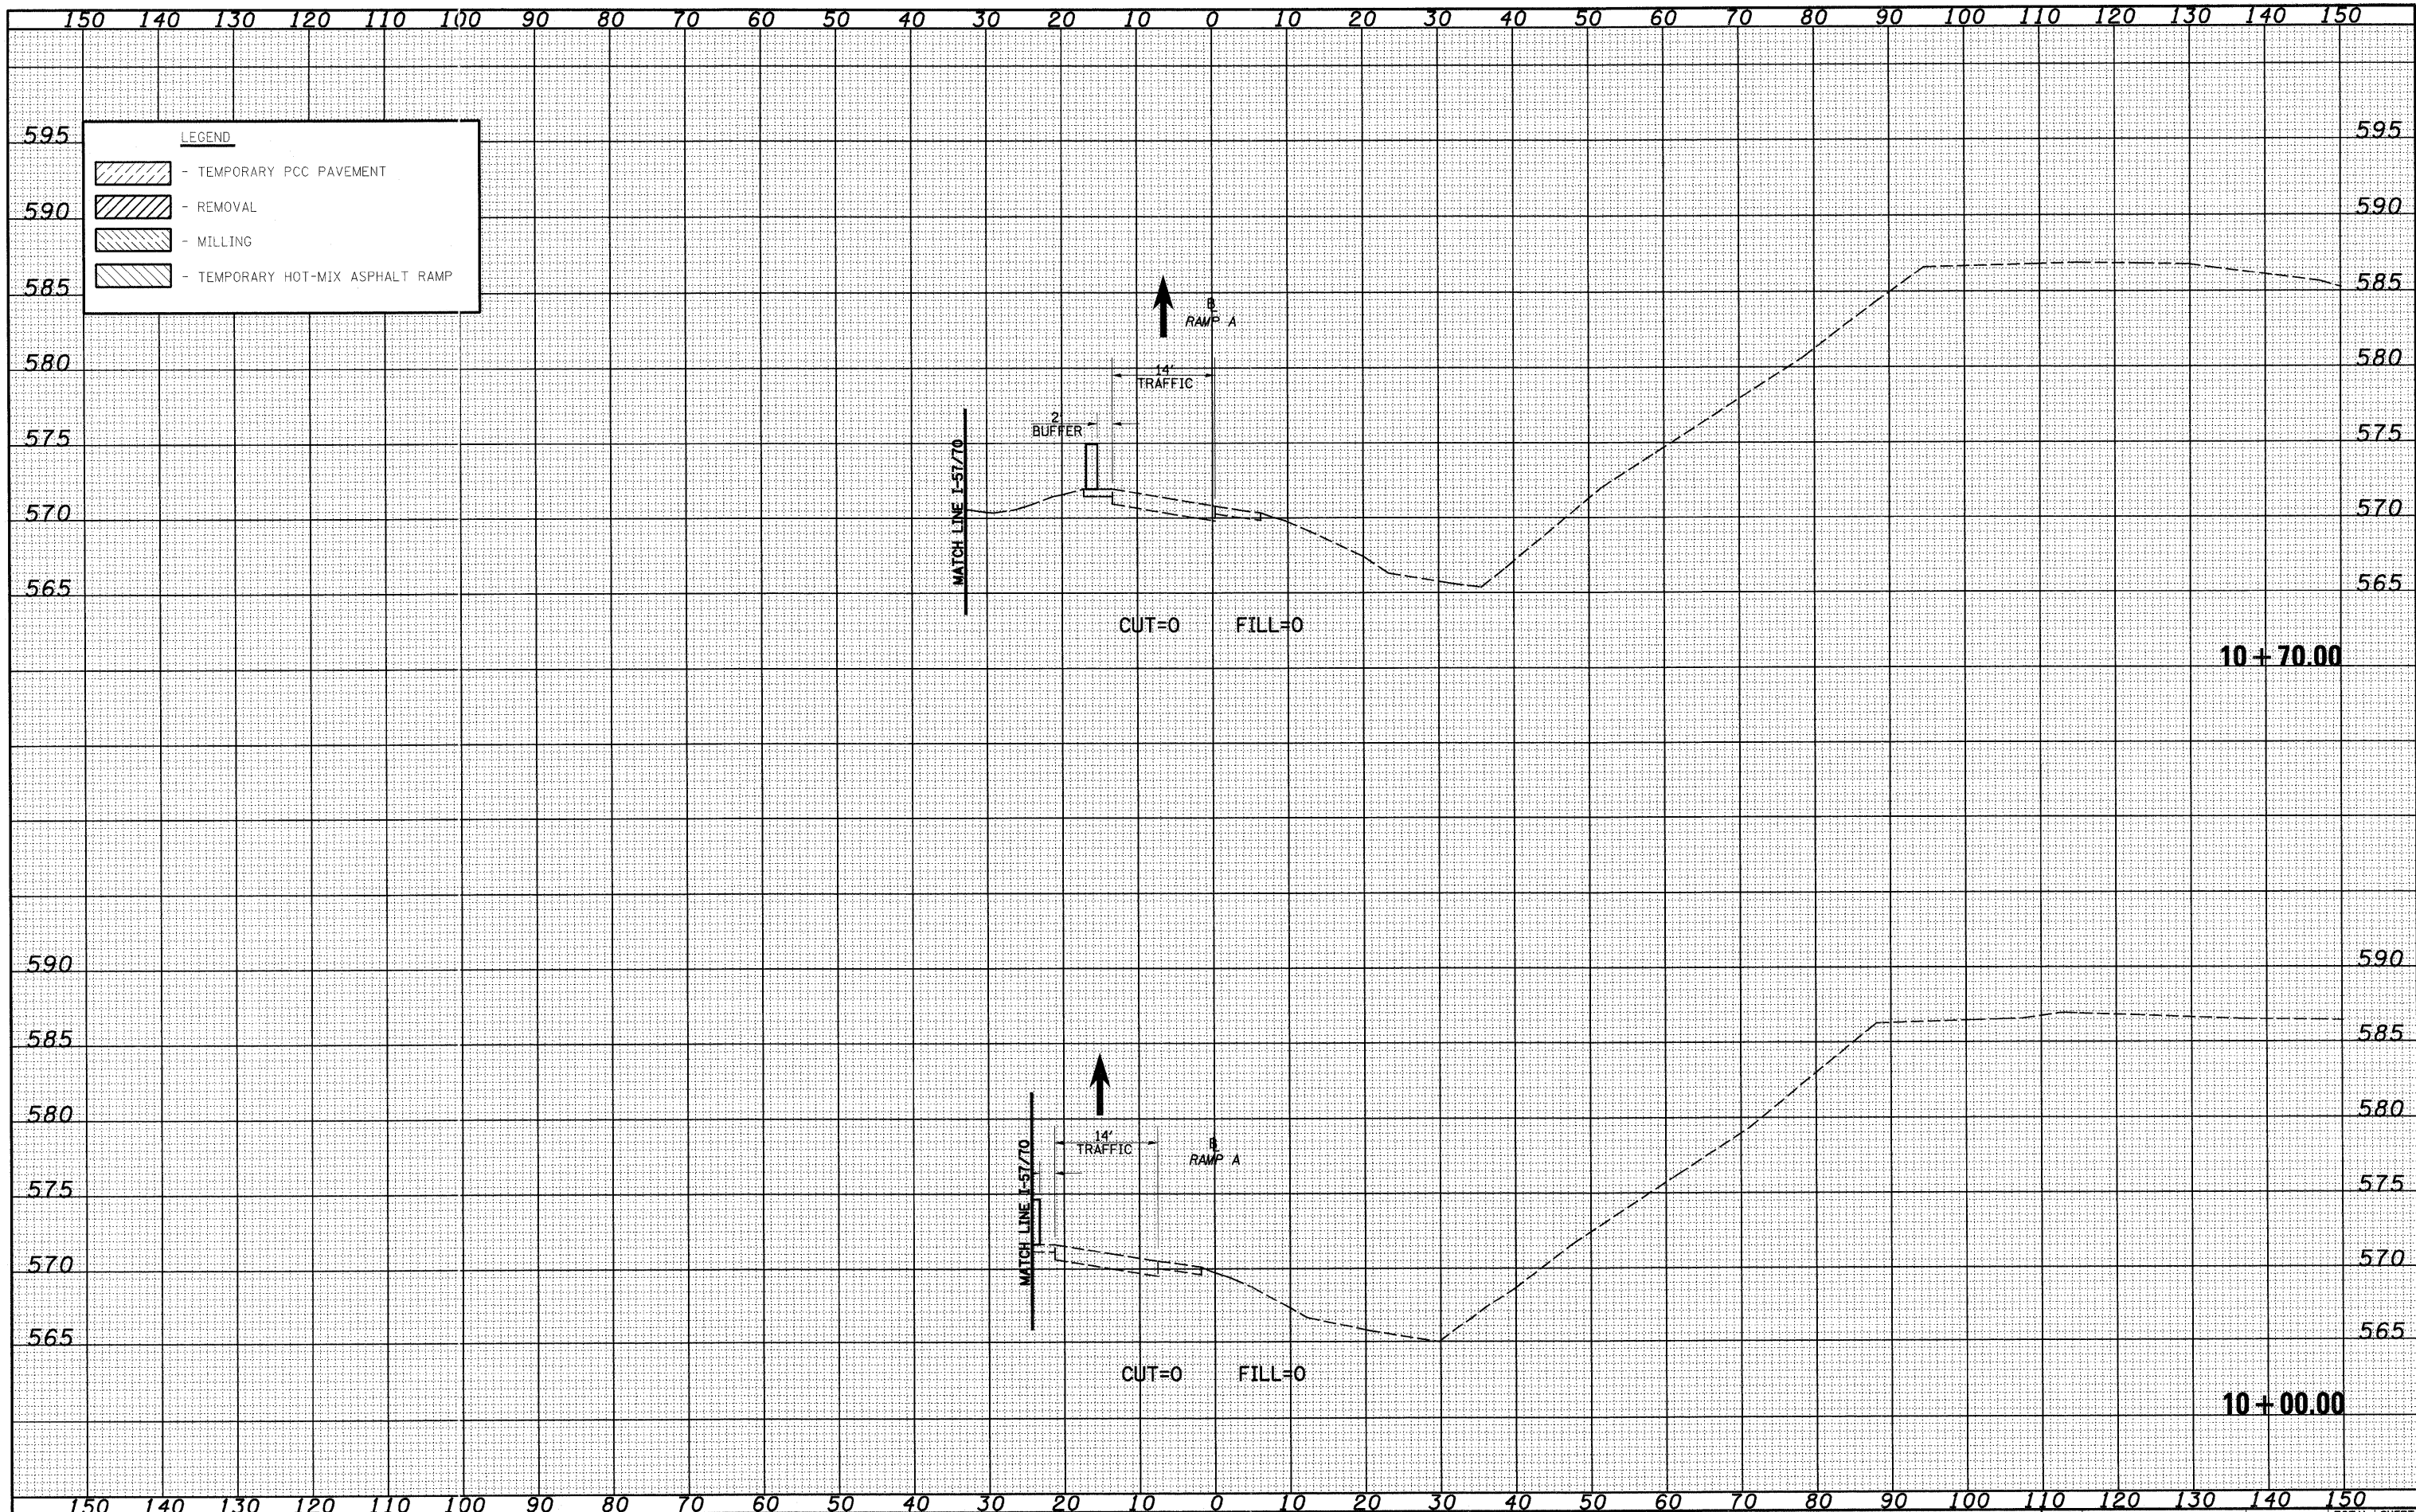 150 140 130 120 110 100 90 80 70 60 50 40 30 20 10 0 10 20 30 40 50 60 70 80 90 100 110 120 130 140 150
LEGEND
- TEMPORARY PCC PAVEMENT
- REMOVAL
- MILLING
- TEMPORARY HOT-MIX ASPHALT RAMP
595 595
590 590
585 585
B
RAMP A
580 580
14'
TRAFFIC
2'
BUFFER
575 575
MATCH LINE I-57/70
570 570
565 565
CUT=0 FILL=0
10+70.00
590 590
585 585
580 580
14'
TRAFFIC
B
RAMP A
MATCH LINE I-57/70
575 575
570 570
565 565
CUT=0 FILL=0
10+00.00
150 140 130 120 110 100 90 80 70 60 50 40 30 20 10 0 10 20 30 40 50 60 70 80 90 100 110 120 130 140 150